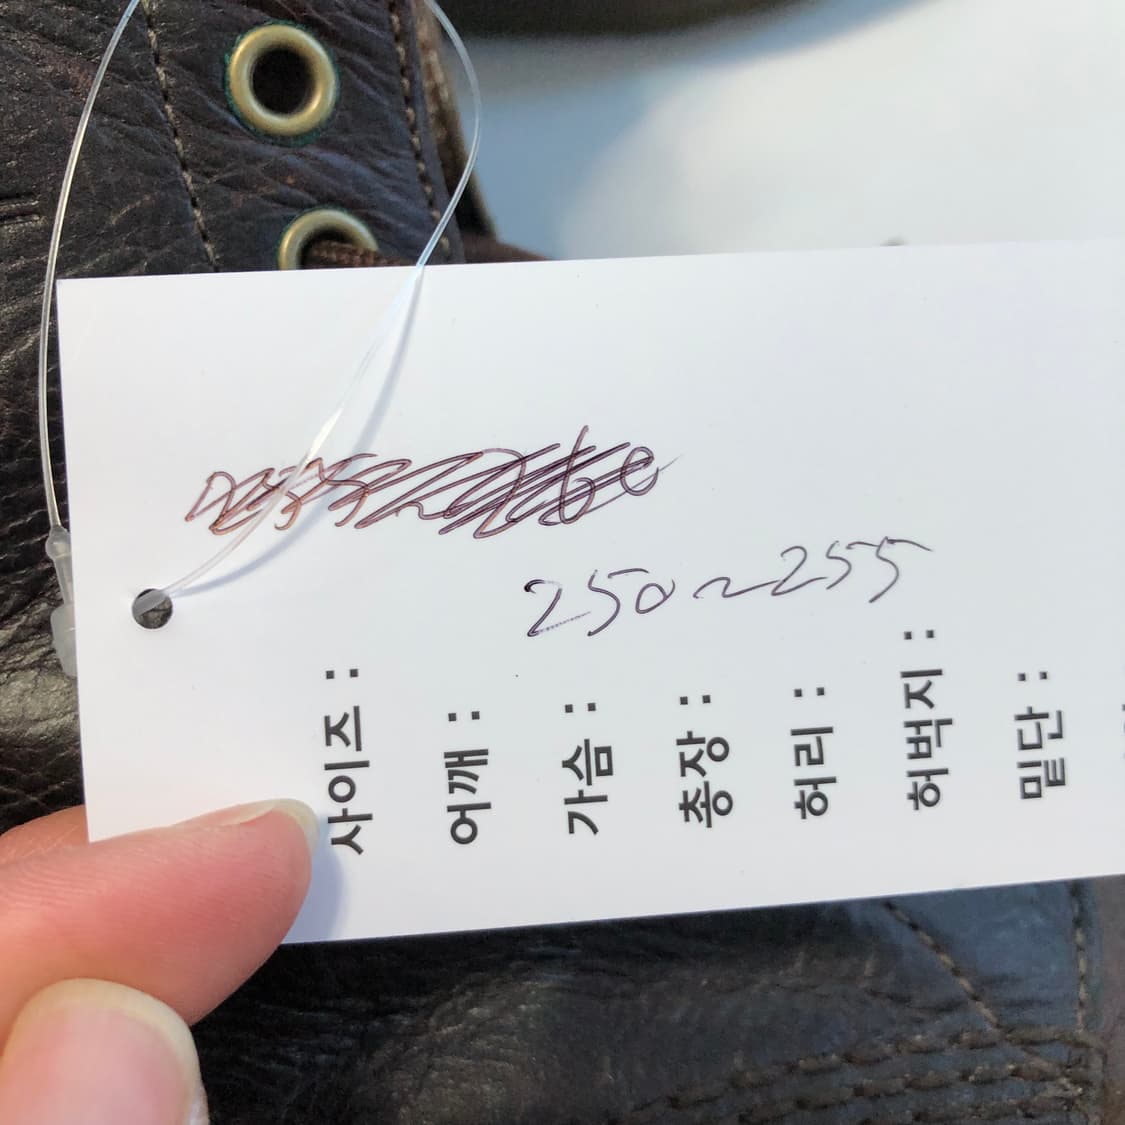 250~255
사이즈 :
어깨 :
가슴 :
총장 :
허리 :
허벅지 :
밑단 :